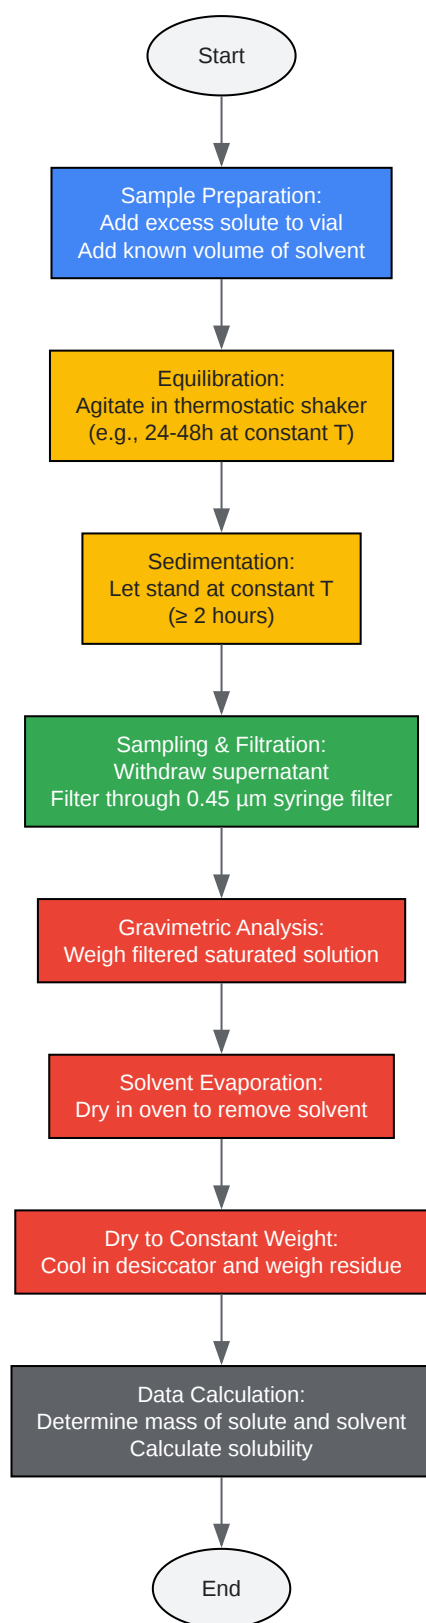 Start
Sample Preparation:
Add excess solute to vial
Add known volume of solvent
Equilibration:
Agitate in thermostatic shaker
(e.g., 24-48h at constant T)
Sedimentation:
Let stand at constant T
(≥ 2 hours)
Sampling & Filtration:
Withdraw supernatant
Filter through 0.45 µm syringe filter
Gravimetric Analysis:
Weigh filtered saturated solution
Solvent Evaporation:
Dry in oven to remove solvent
Dry to Constant Weight:
Cool in desiccator and weigh residue
Data Calculation:
Determine mass of solute and solvent
Calculate solubility
End